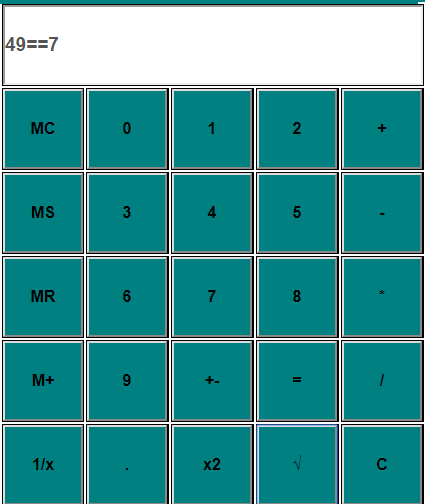 49==7
MC 0 1 2 +
MS 3 4 5 -
MR 6 7 8 *
M+ 9 +- = /
1/x . x2 √ C